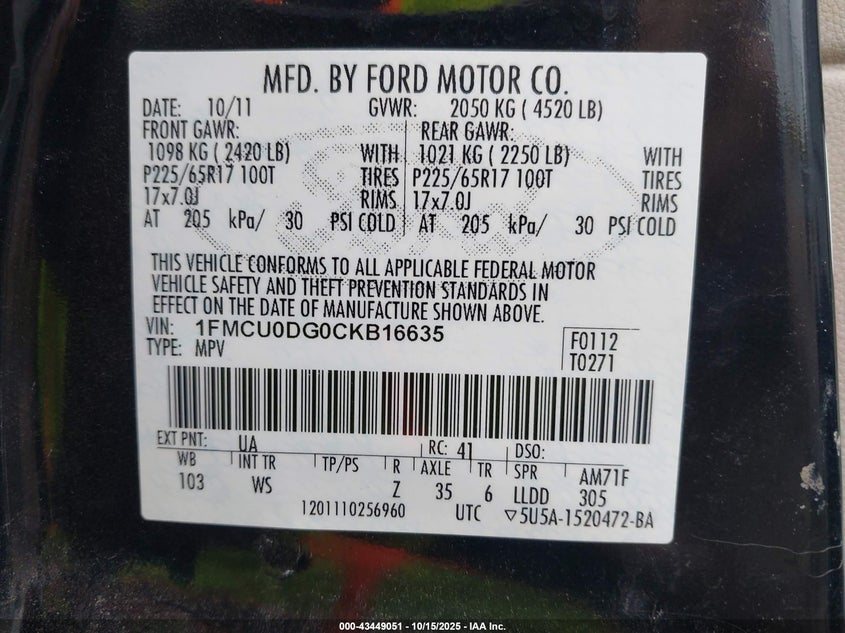 MFD. BY FORD MOTOR CO.
DATE: 10/11 GVWR: 2050 KG ( 4520 LB)
FRONT GAWR: REAR GAWR:
1098 KG ( 2420 LB) WITH 1021 KG ( 2250 LB) WITH
P225/65R17 100T TIRES P225/65R17 100T TIRES
17x7.0J RIMS 17x7.0J RIMS
AT 205 kPa/ 30 PSI COLD AT 205 kPa/ 30 PSI COLD
THIS VEHICLE CONFORMS TO ALL APPLICABLE FEDERAL MOTOR
VEHICLE SAFETY AND THEFT PREVENTION STANDARDS IN
EFFECT ON THE DATE OF MANUFACTURE SHOWN ABOVE.
VIN: 1FMCU0DG0CKB16635
TYPE: MPV
F0112
T0271
EXT PNT: UA RC: 41 DSO:
WB INT TR TP/PS R AXLE TR SPR AM71F
103 WS Z 35 6 LLDD 305
1201110256960 UTC ▽5U5A-1520472-BA
000-43449051 - 10/15/2025 - IAA Inc.